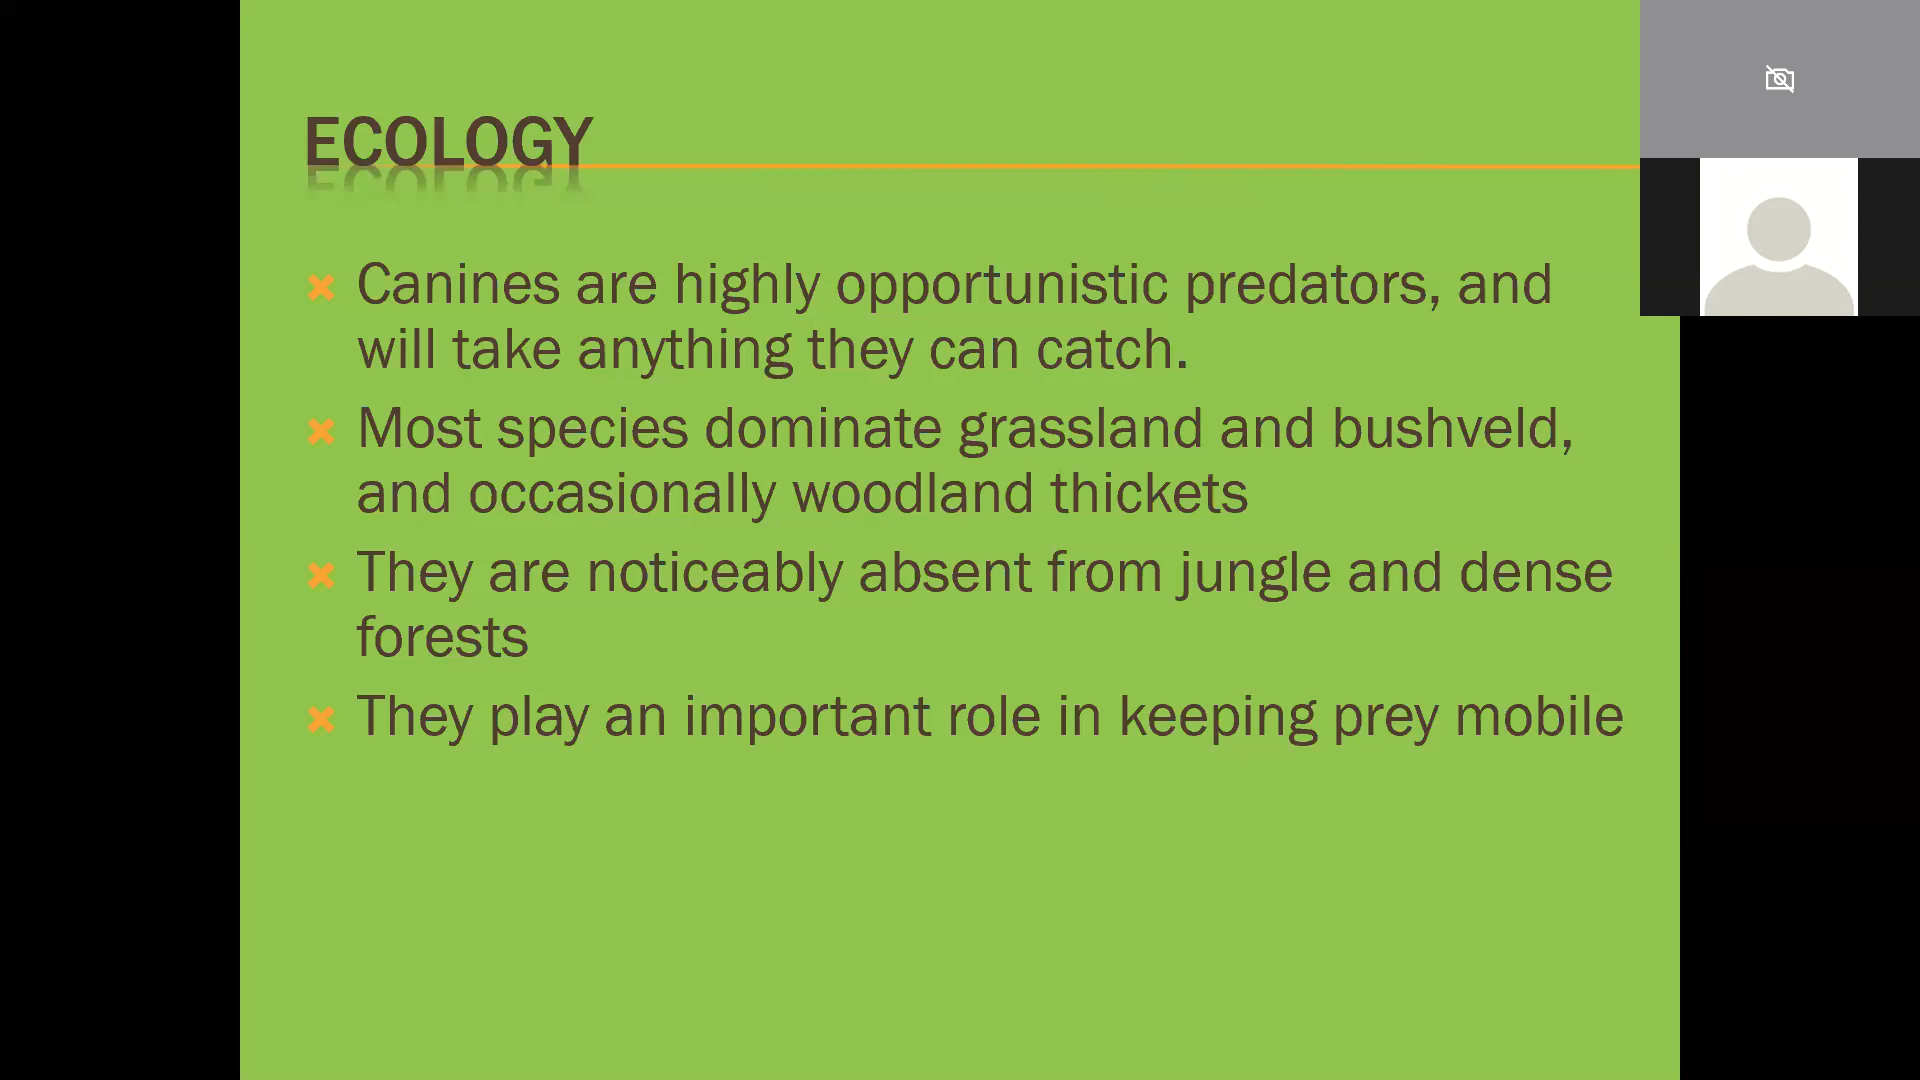 ECOLOGY
Canines are highly opportunistic predators, and
will take anything they can catch.
Most species dominate grassland and bushveld,
and occasionally woodland thickets
They are noticeably absent from jungle and dense
forests
They play an important role in keeping prey mobile